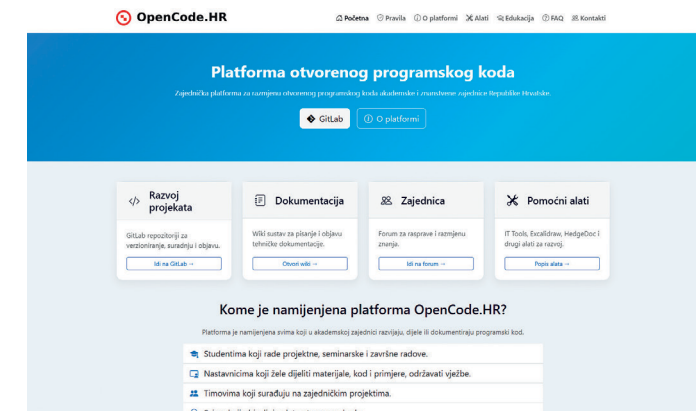 OpenCode.HR
Početna Pravila O platformi Alati Edukacija FAQ Kontakti
Platforma otvorenog programskog koda
Zajednička platforma za razmjenu otvorenog programskog koda akademske i znanstvene zajednice Republike Hrvatske.
GitLab O platformi
Razvoj
projekata
GitLab repozitoriji za
verzioniranje, suradnju i objavu.
Idi na GitLab →
Dokumentacija
Wiki sustav za pisanje i objavu
tehničke dokumentacije.
Otvori wiki →
Zajednica
Forum za rasprave i razmjenu
znanja.
Idi na forum →
Pomoćni alati
IT Tools, Excalidraw, HedgeDoc i
drugi alati za razvoj.
Popis alata →
Kome je namijenjena platforma OpenCode.HR?
Platforma je namijenjena svima koji u akademskoj zajednici razvijaju, dijele ili dokumentiraju programski kod.
Studentima koji rade projektne, seminarske i završne radove.
Nastavnicima koji žele dijeliti materijale, kod i primjere, održavati vježbe.
Timovima koji surađuju na zajedničkim projektima.